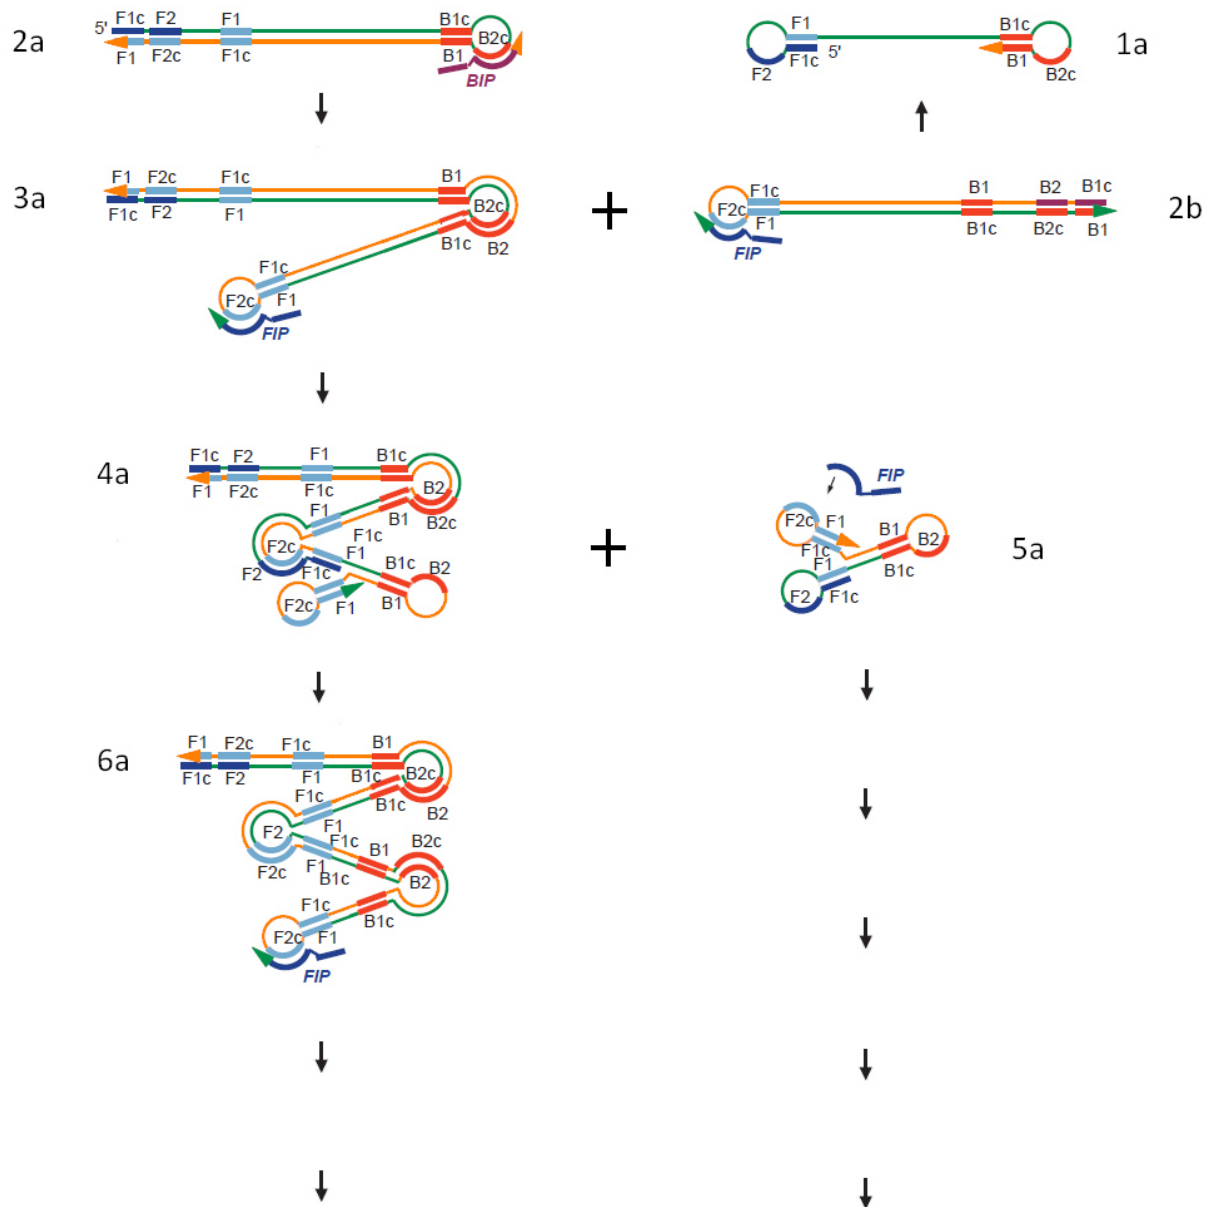 5' F1c F2 F1 B1c
2a
B2c
F1 F2c F1c B1
BIP
F1 B1c
1a
F2 F1c 5' B1 B2c
3a
F1 F2c F1c B1
B2c
F1c F2 F1
B1c B2
F1c
F2c F1
FIP
+
F1c B1 B2 B1c
2b
F2c
F1 B1c B2c B1
FIP
4a
F1c F2 F1 B1c
B2
F1 F2c F1c
F1 B1 B2c
F1c
F2c F1
F2 F1c B1c B2
F2c F1 B1
+
FIP
5a
F2c F1 B1
B2
F1c
F1 B1c
F2 F1c
6a
F1 F2c F1c B1
B2c
F1c F2 F1 B1c
F1c B1c B2
F2 F1
F1c B1 B2c
F2c F1
B1c B2
F1c
B1c
F2c F1
FIP